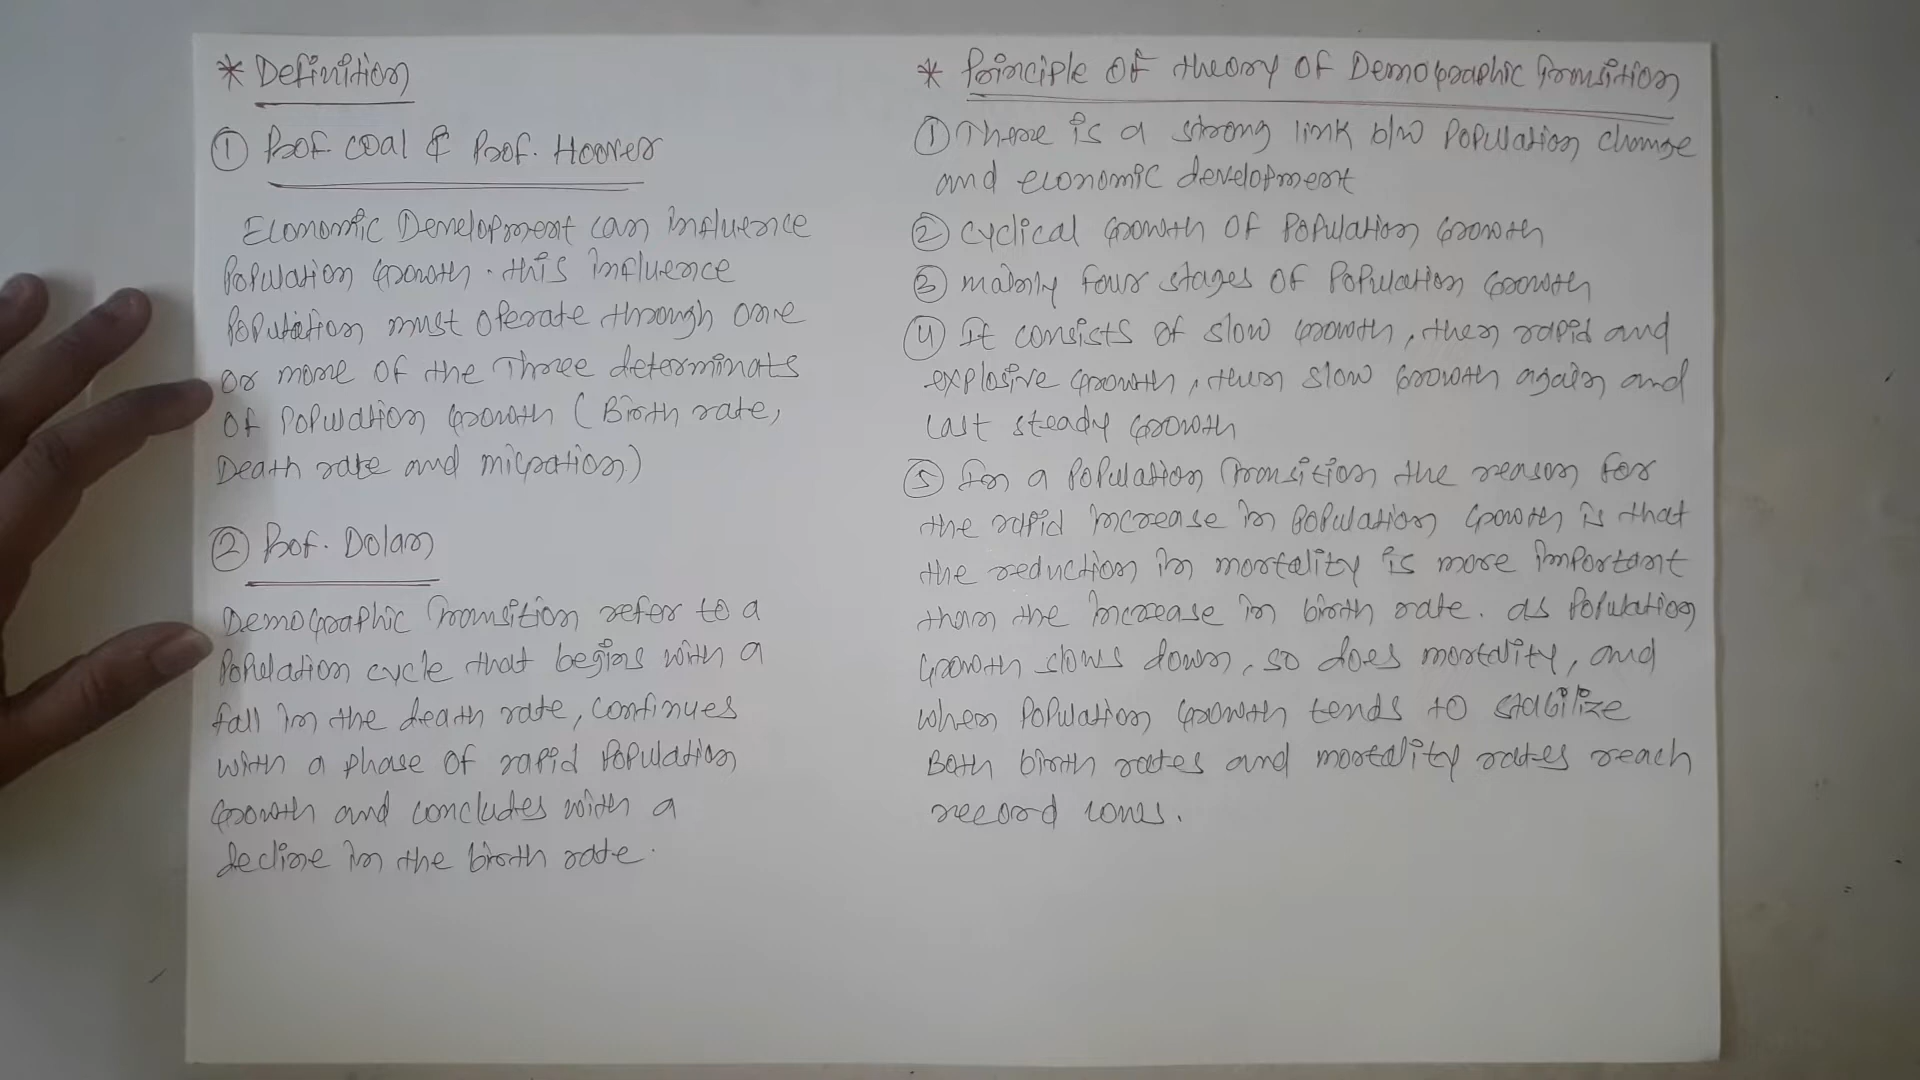 * Definition
① Prof. Coal & Prof. Hoover
Economic Development can influence
Population Growth. this influence
Population must operate through one
or more of the Three determinats
of Population Growth (Birth rate,
Death rate and migration)
② Prof. Dolan
Demographic Transition refer to a
Population cycle that begins with a
fall in the death rate, continues
with a phase of rapid Population
Growth and concludes with a
decline in the birth rate.
* Principle of theory of Demographic Transition
① There is a strong link b/w Population change
and economic development
② cyclical Growth of Population Growth
③ mainly four stages of Population Growth
④ It consists of slow Growth, then rapid and
explosive Growth, then slow Growth again and
last steady Growth
⑤ In a Population Transition the reason for
the rapid increase in Population Growth is that
the reduction in mortality is more important
than the increase in birth rate. as Population
Growth slows down, so does mortality, and
when Population Growth tends to stabilize
Both birth rates and mortality rates reach
record lows.